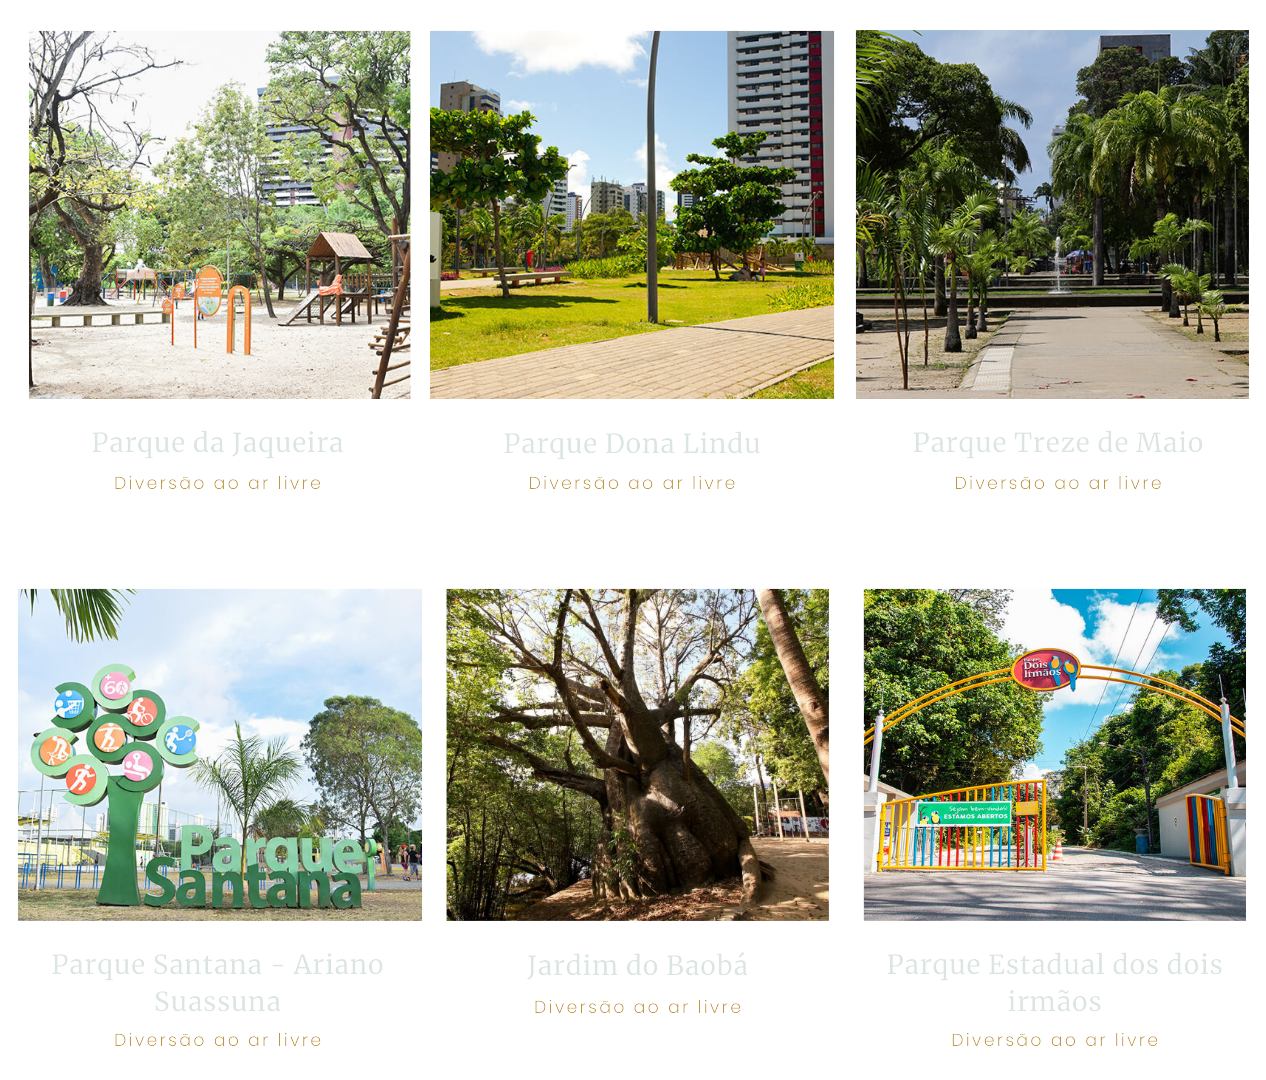 Parque da Jaqueira
Diversão ao ar livre
Parque Dona Lindu
Diversão ao ar livre
Parque Treze de Maio
Diversão ao ar livre
+60
Parque
Santana
Parque Santana - Ariano
Suassuna
Diversão ao ar livre
Jardim do Baobá
Diversão ao ar livre
Dois
Irmãos
Sejam bem-vindos!
ESTAMOS ABERTOS
Parque Estadual dos dois
irmãos
Diversão ao ar livre